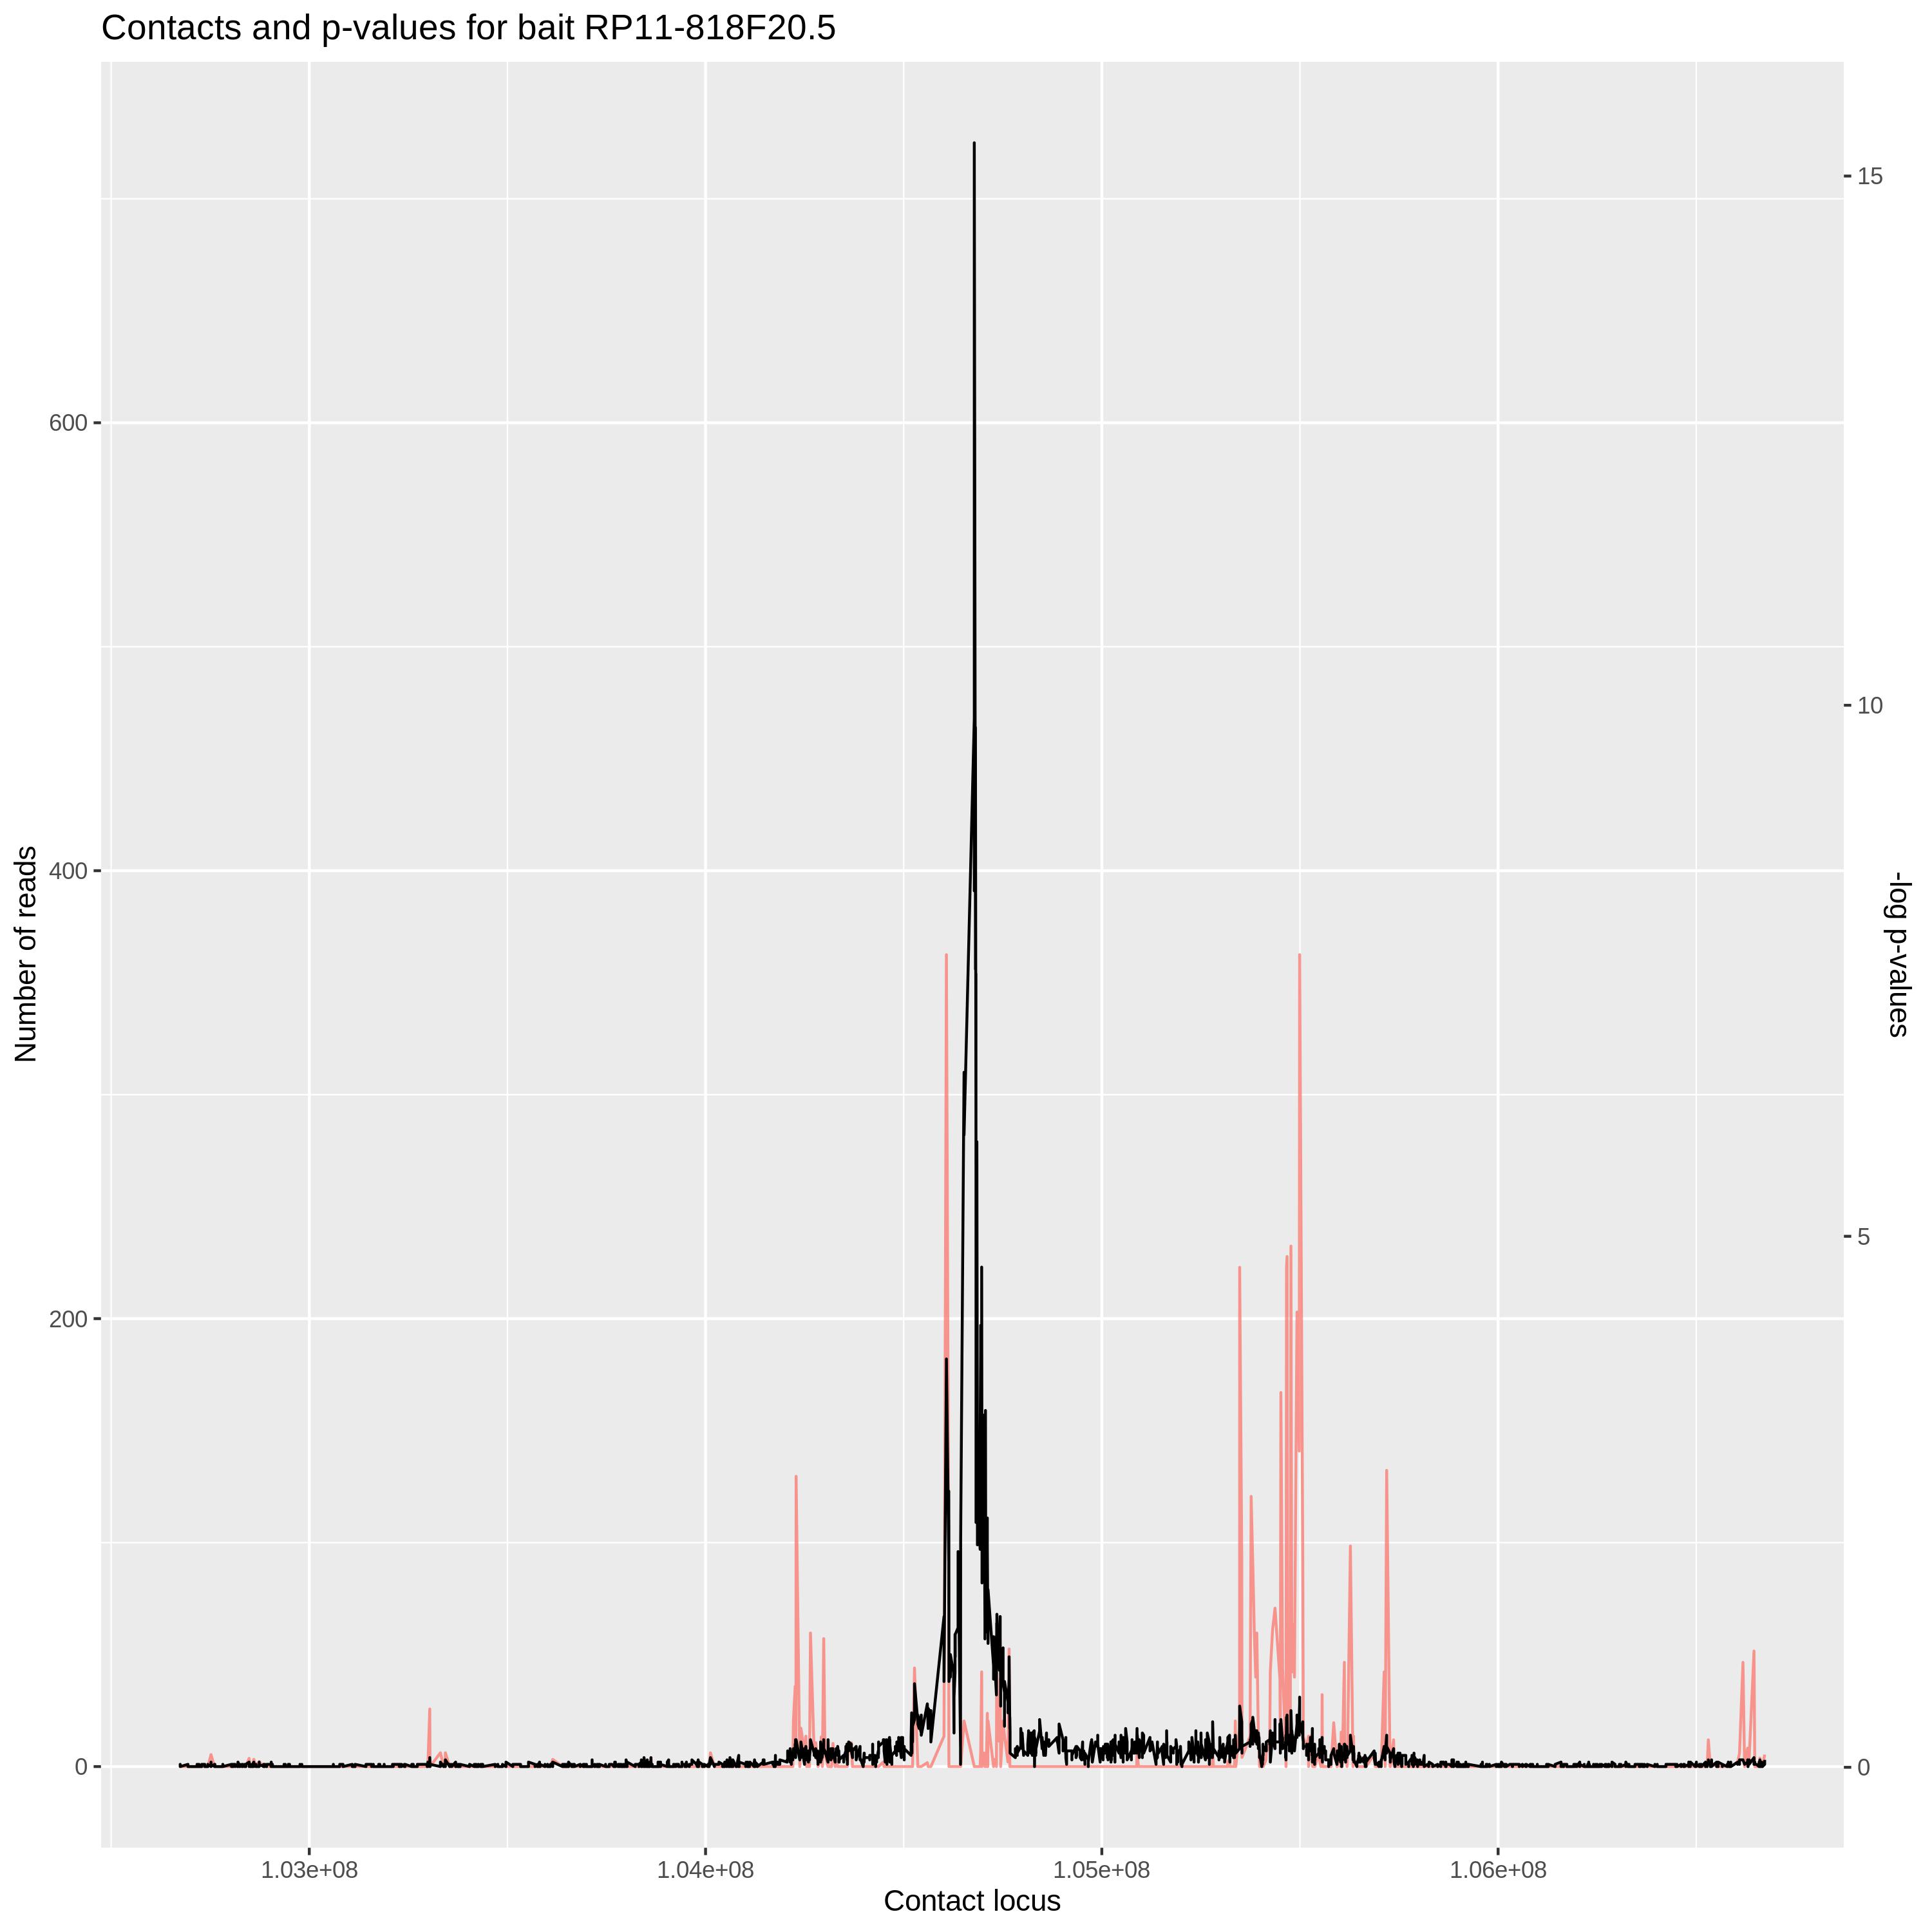 Contacts and p-values for bait RP11-818F20.5
Number of reads
600
400
200
0
15
10
5
0
-log p-values
1.03e+08
1.04e+08
1.05e+08
1.06e+08
Contact locus